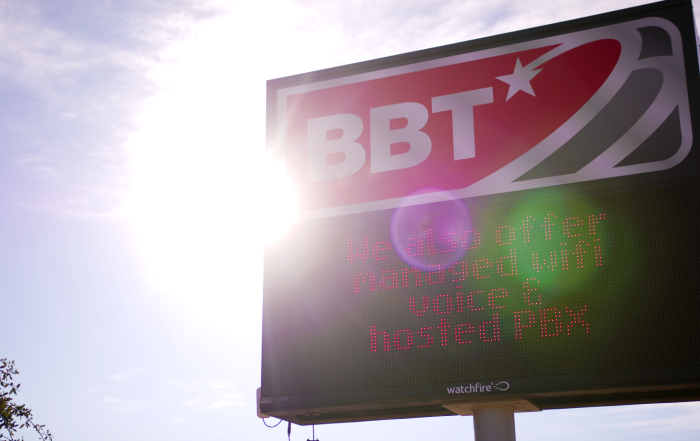 BBT
We also offer
managed wifi
voice &
hosted PBX
watchfire